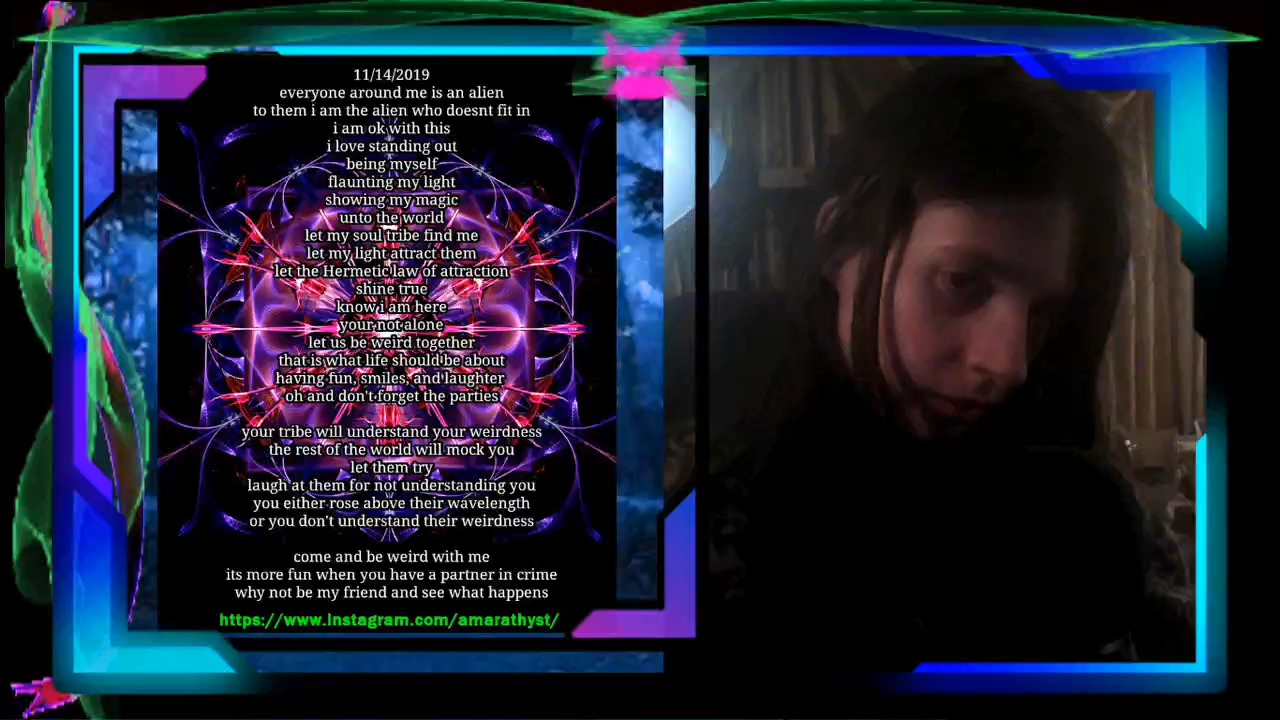 11/14/2019
everyone around me is an alien
to them i am the alien who doesnt fit in
i am ok with this
i love standing out
being myself
flaunting my light
showing my magic
unto the world
let my soul tribe find me
let my light attract them
let the Hermetic law of attraction
shine true
know i am here
your not alone
let us be weird together
that is what life should be about
having fun, smiles, and laughter
oh and don't forget the parties
your tribe will understand your weirdness
the rest of the world will mock you
let them try
laugh at them for not understanding you
you either rose above their wavelength
or you don't understand their weirdness
come and be weird with me
its more fun when you have a partner in crime
why not be my friend and see what happens
https://www.instagram.com/amarathyst/